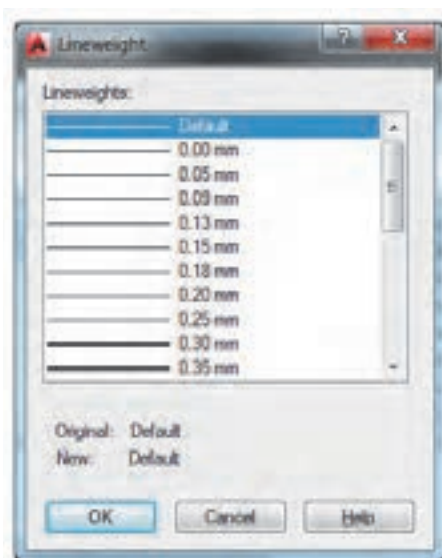 Lineweight
Lineweights:
Default
0.00 mm
0.05 mm
0.09 mm
0.13 mm
0.15 mm
0.18 mm
0.20 mm
0.25 mm
0.30 mm
0.35 mm
Original: Default
New: Default
OK Cancel Help